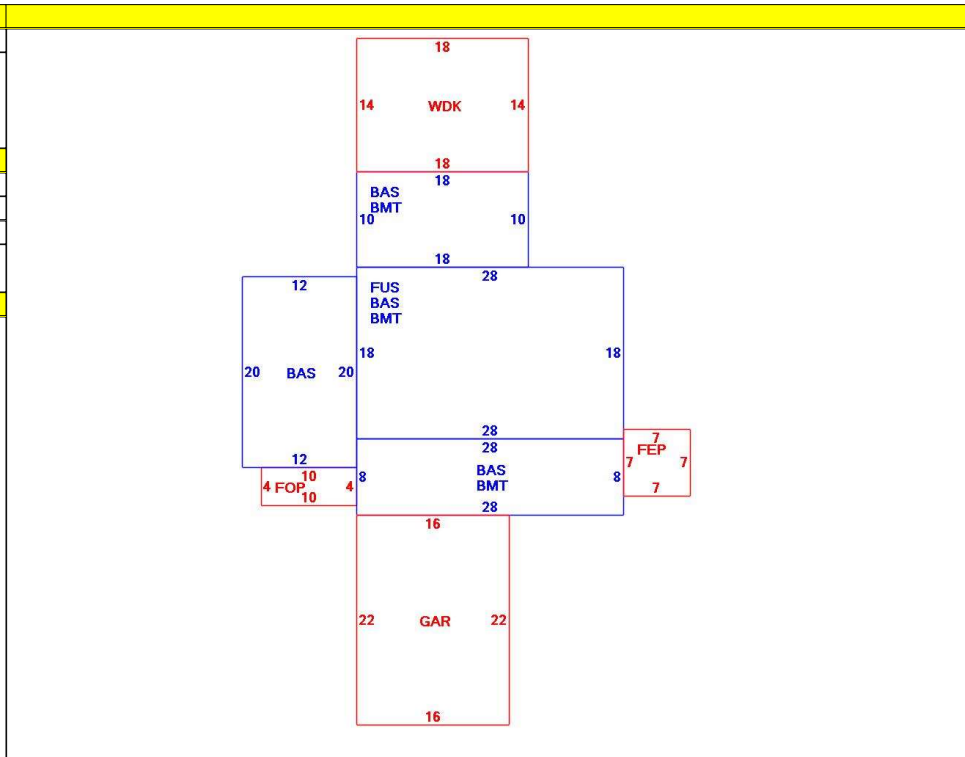 18
14 WDK 14
18
18
BAS
BMT
10 10
18
28
12
FUS
BAS
BMT
18 18
20 BAS 20
28
28
7
FEP
12
BAS
7 7
10
4 FOP 4
8 8
BMT
7
10
28
16
22 GAR 22
16